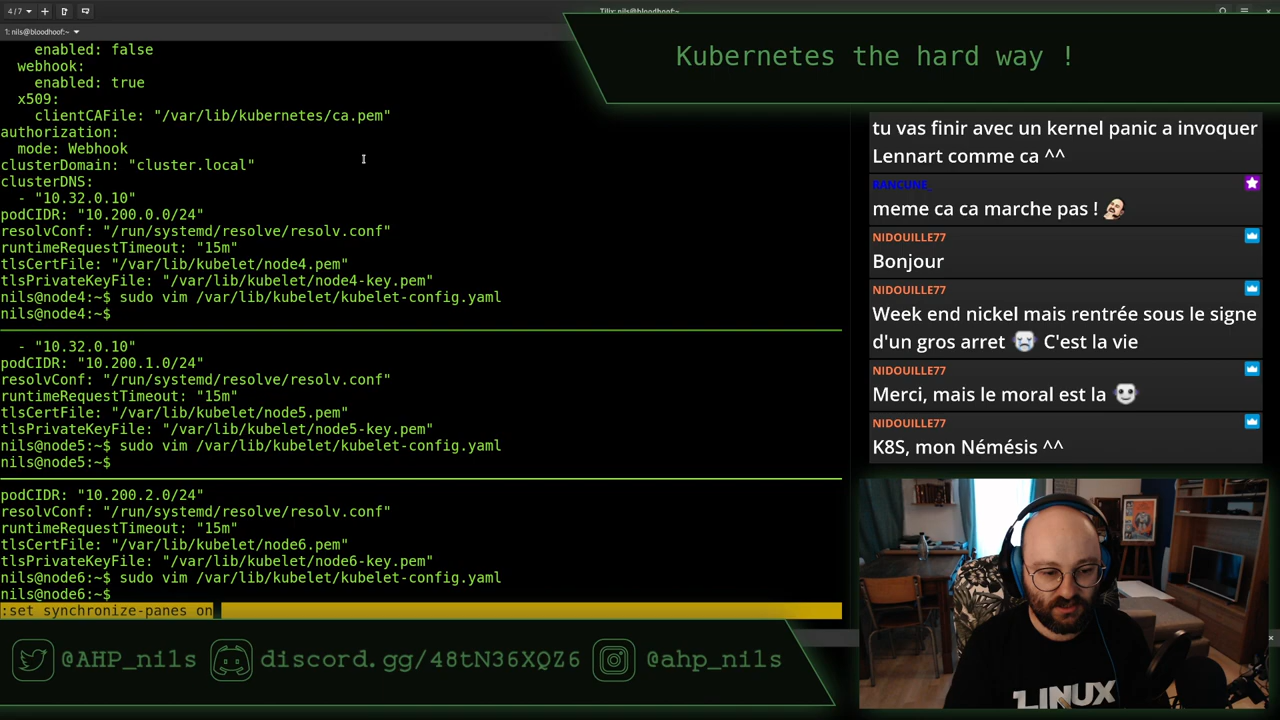 4 / 7
Tilix: nils@bloodhoof:~
1: nils@bloodhoof:~
Kubernetes the hard way !
enabled: false
webhook:
enabled: true
x509:
clientCAFile: "/var/lib/kubernetes/ca.pem"
authorization:
mode: Webhook
clusterDomain: "cluster.local"
clusterDNS:
- "10.32.0.10"
podCIDR: "10.200.0.0/24"
resolvConf: "/run/systemd/resolve/resolv.conf"
runtimeRequestTimeout: "15m"
tlsCertFile: "/var/lib/kubelet/node4.pem"
tlsPrivateKeyFile: "/var/lib/kubelet/node4-key.pem"
nils@node4:~$ sudo vim /var/lib/kubelet/kubelet-config.yaml
nils@node4:~$
- "10.32.0.10"
podCIDR: "10.200.1.0/24"
resolvConf: "/run/systemd/resolve/resolv.conf"
runtimeRequestTimeout: "15m"
tlsCertFile: "/var/lib/kubelet/node5.pem"
tlsPrivateKeyFile: "/var/lib/kubelet/node5-key.pem"
nils@node5:~$ sudo vim /var/lib/kubelet/kubelet-config.yaml
nils@node5:~$
podCIDR: "10.200.2.0/24"
resolvConf: "/run/systemd/resolve/resolv.conf"
runtimeRequestTimeout: "15m"
tlsCertFile: "/var/lib/kubelet/node6.pem"
tlsPrivateKeyFile: "/var/lib/kubelet/node6-key.pem"
nils@node6:~$ sudo vim /var/lib/kubelet/kubelet-config.yaml
nils@node6:~$
:set synchronize-panes on
tu vas finir avec un kernel panic a invoquer
Lennart comme ca ^^
RANCUNE_
meme ca ca marche pas !
NIDOUILLE77
Bonjour
NIDOUILLE77
Week end nickel mais rentrée sous le signe
d'un gros arret C'est la vie
NIDOUILLE77
Merci, mais le moral est la
NIDOUILLE77
K8S, mon Némésis ^^
LINUX
@AHP_nils discord.gg/48tN36XQZ6 @ahp_nils